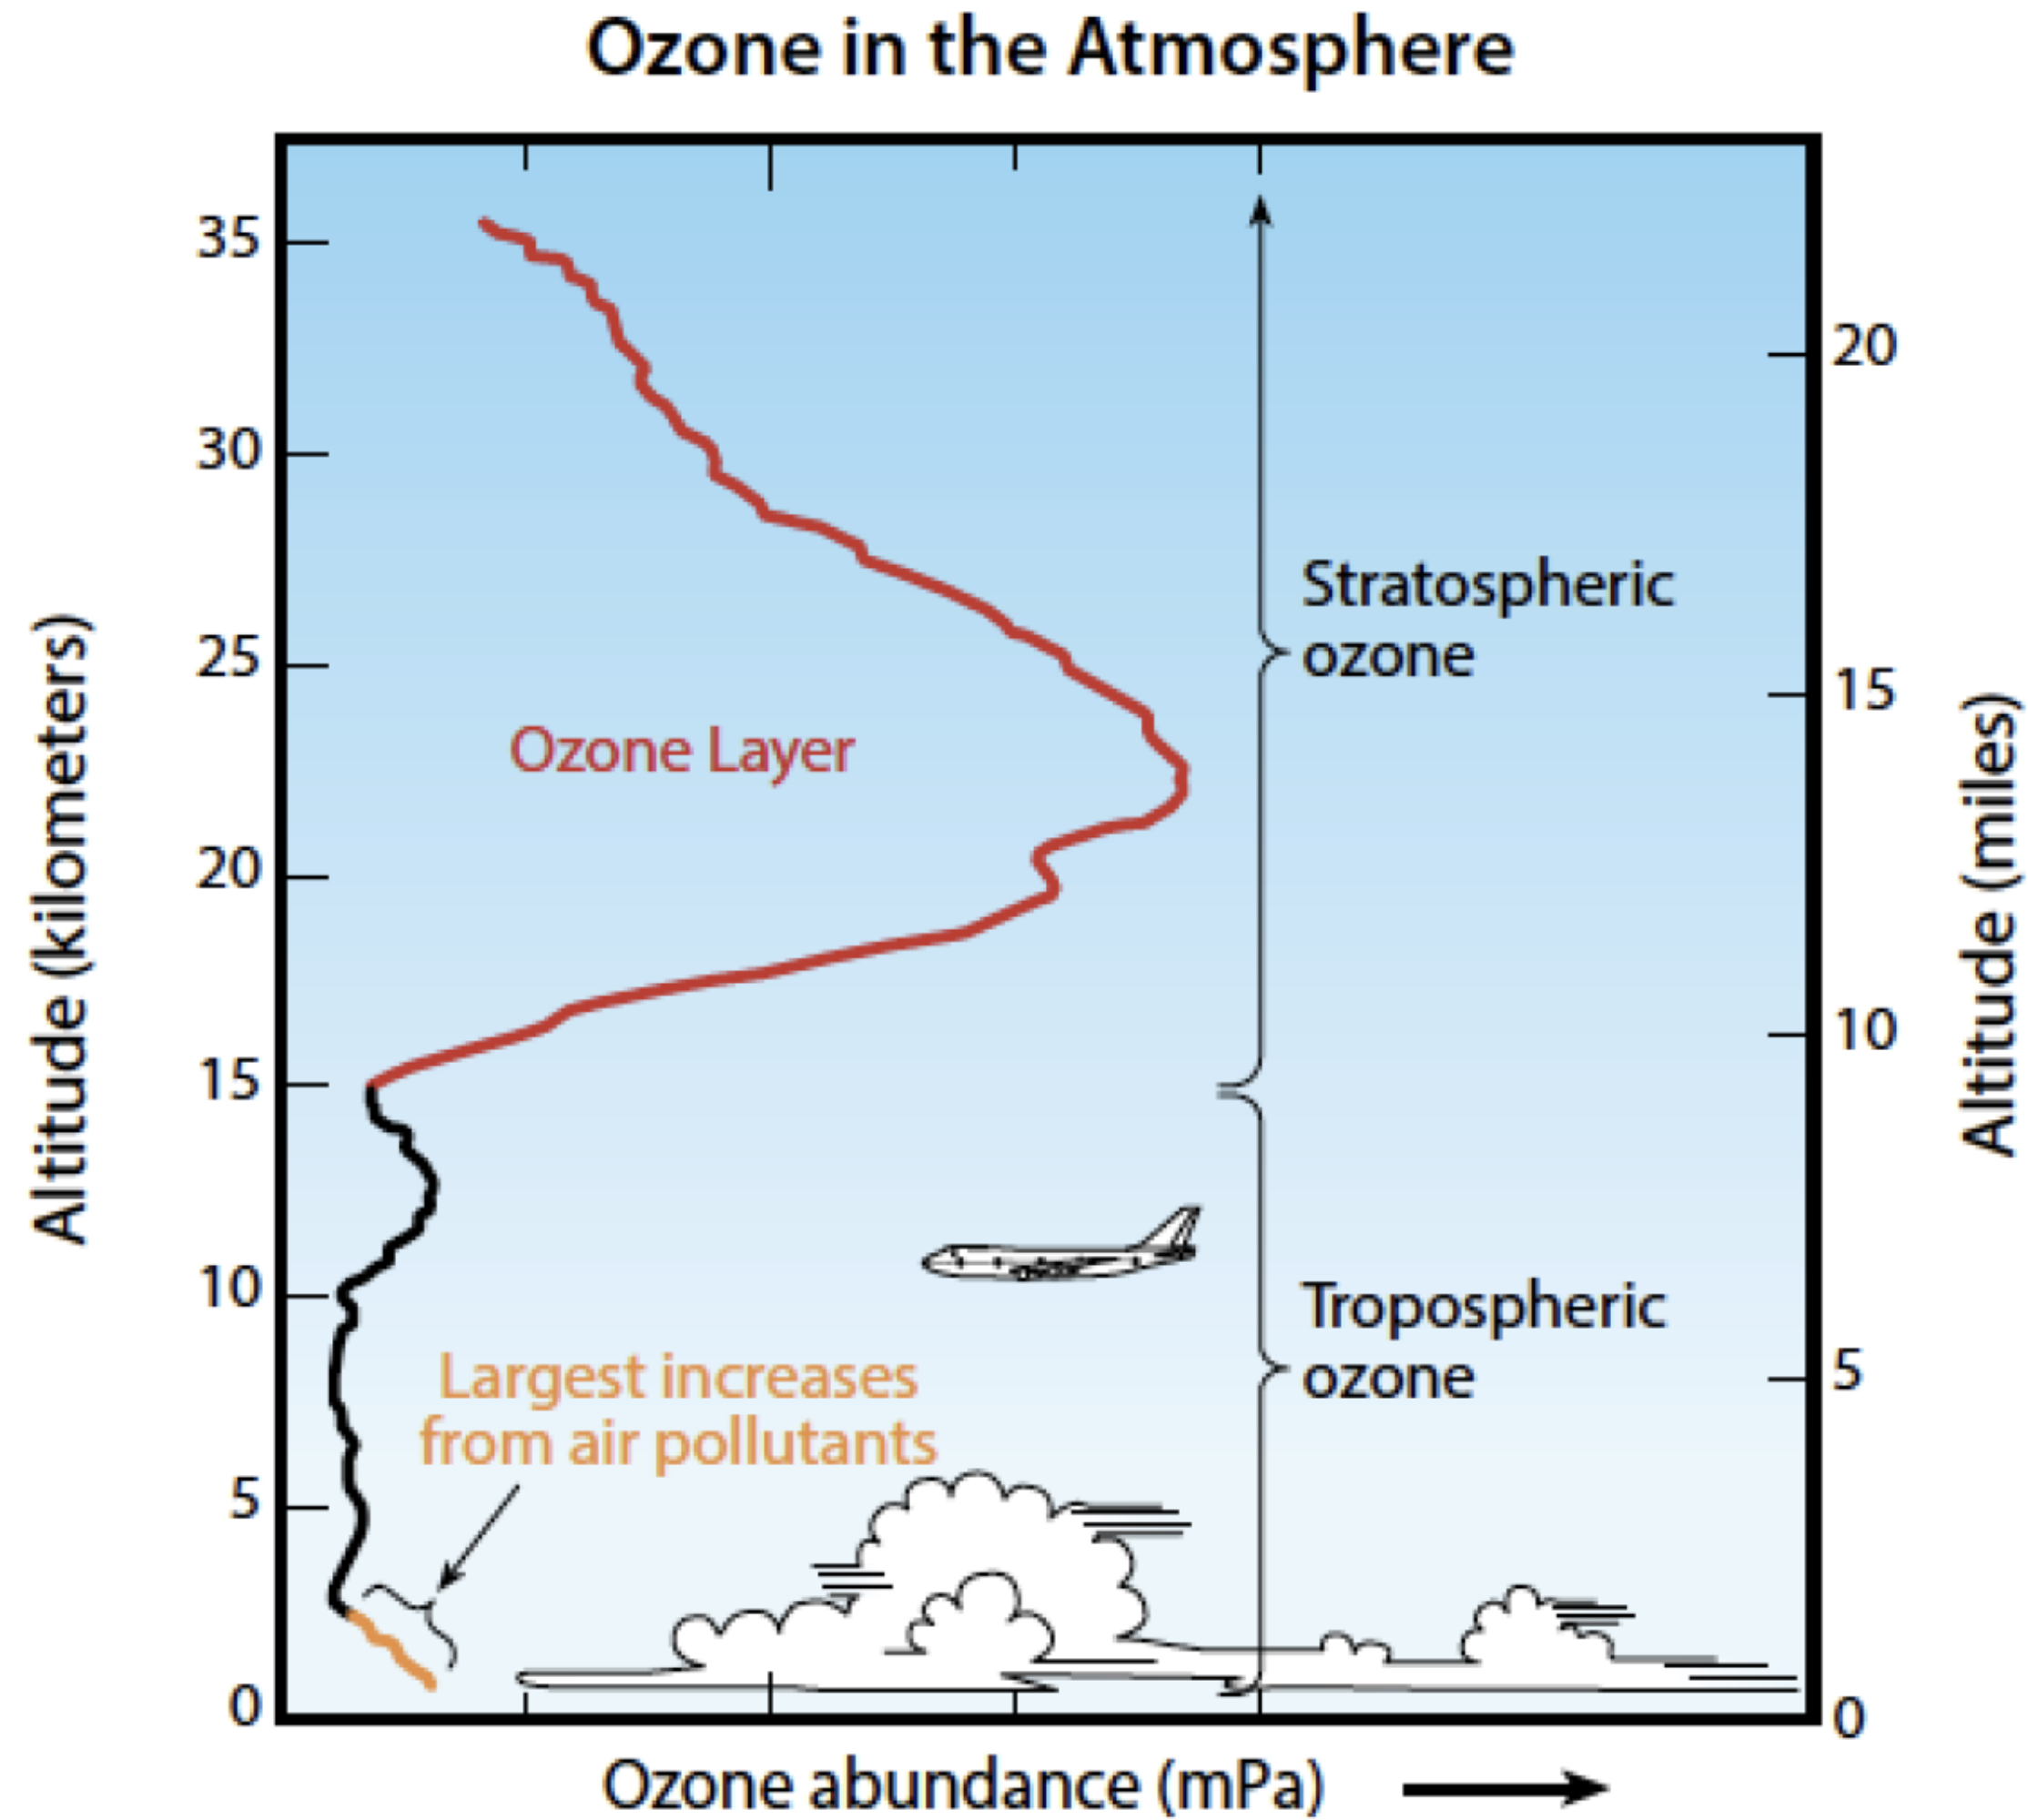 Ozone in the Atmosphere
Altitude (kilometers)
35
30
25
20
15
10
5
0
Ozone Layer
Largest increases
from air pollutants
Stratospheric
ozone
Tropospheric
ozone
20
15
10
5
0
Altitude (miles)
Ozone abundance (mPa)